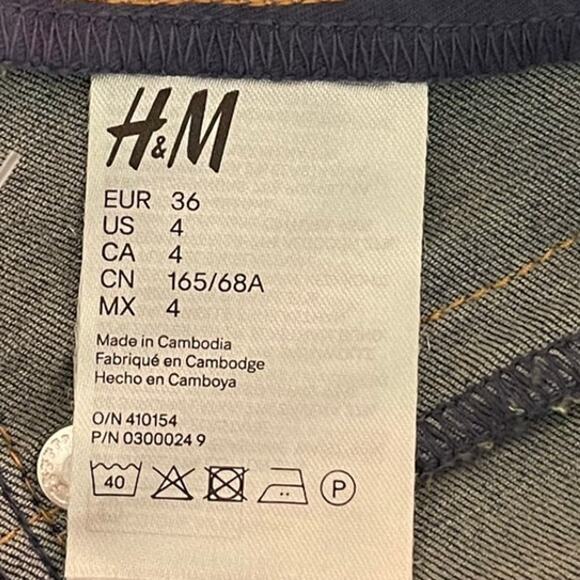 H&M
EUR 36
US 4
CA 4
CN 165/68A
MX 4
Made in Cambodia
Fabriqué en Cambodge
Hecho en Camboya
O/N 410154
P/N 0300024 9
40
P